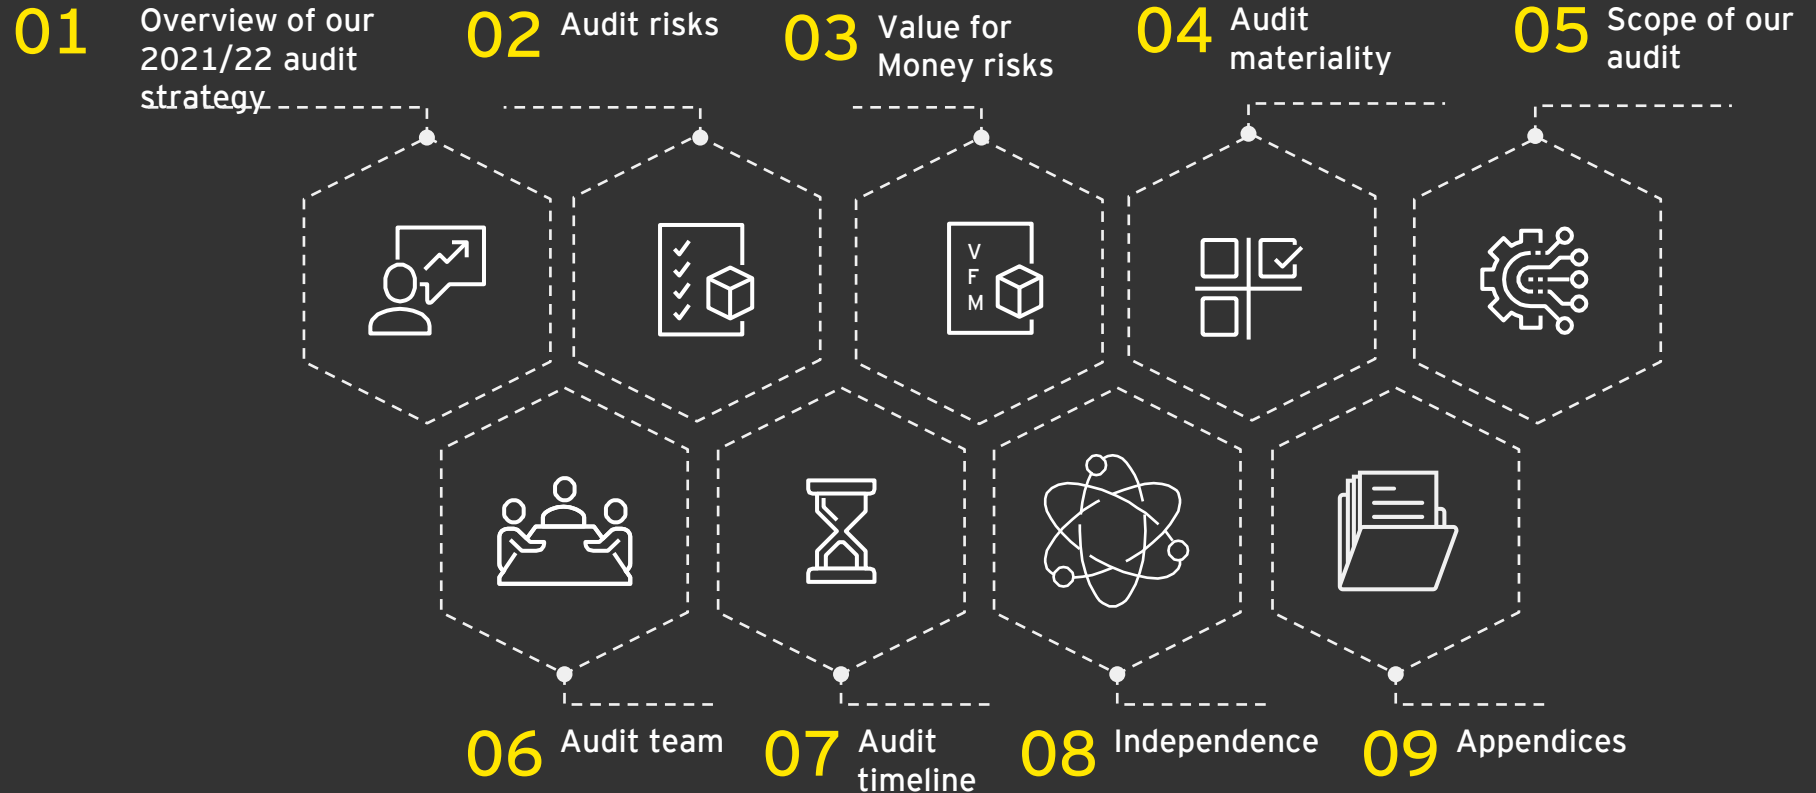 01
Overview of our
2021/22 audit
strategy
02
Audit risks
03
Value for
Money risks
04
Audit
materiality
05
Scope of our
audit
V
F
M
06
Audit team
07
Audit
timeline
08
Independence
09
Appendices